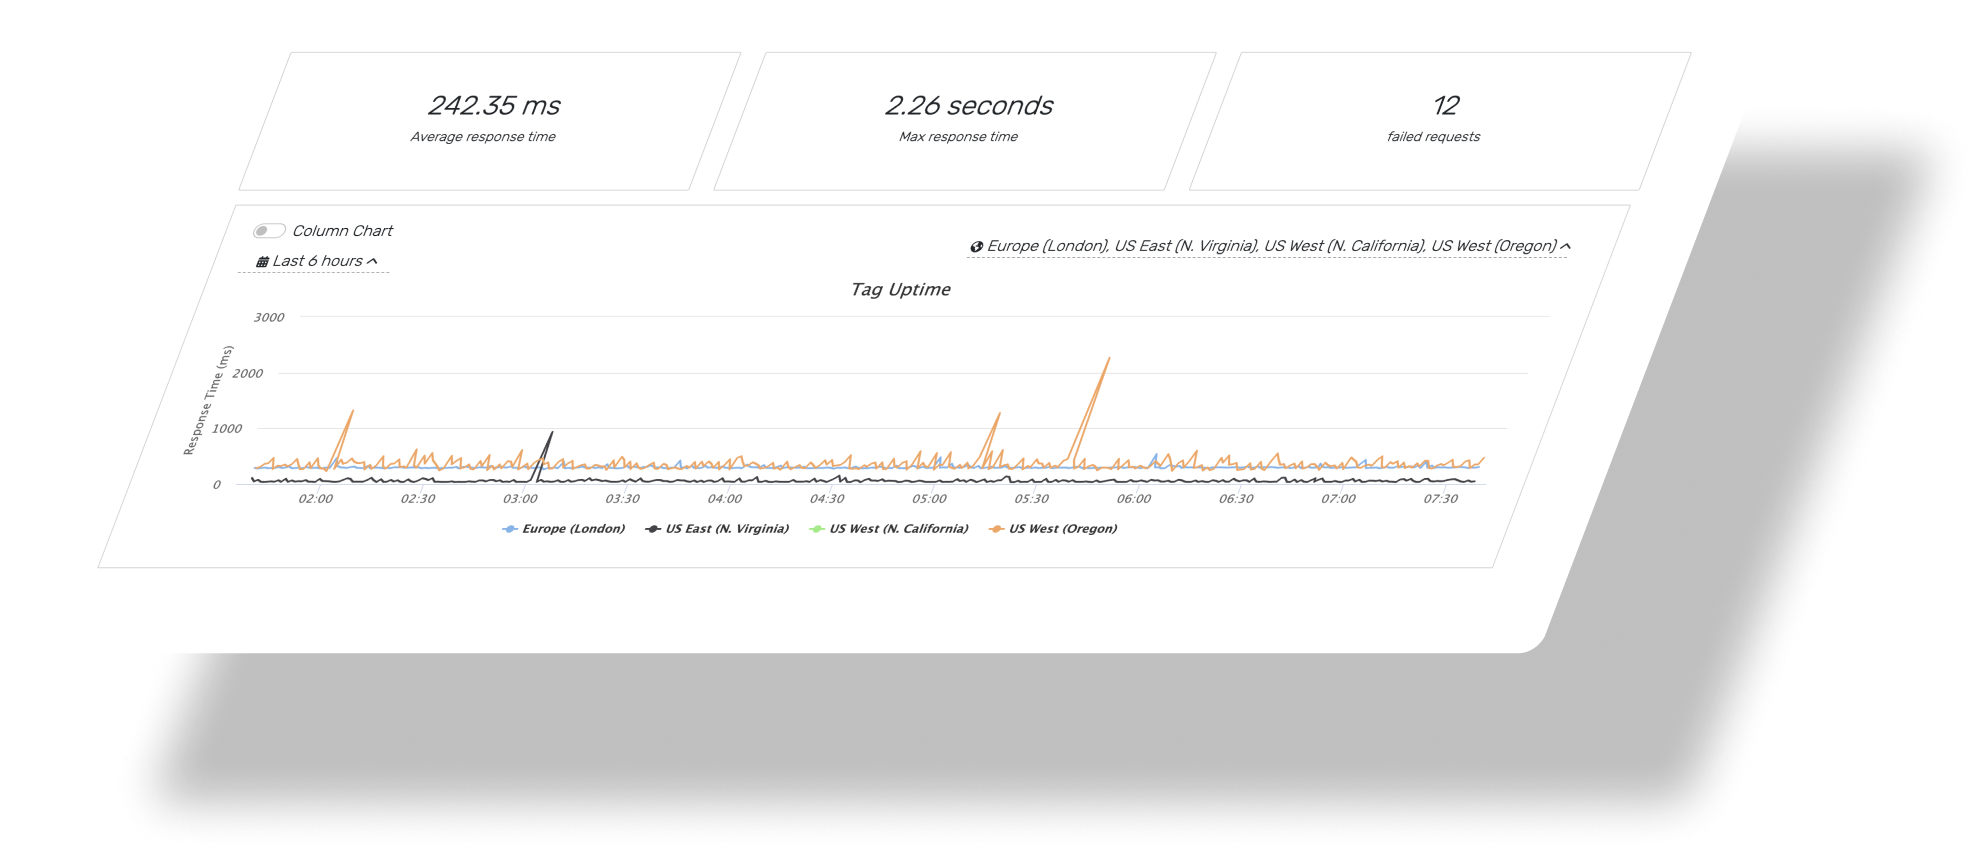 242.35 ms
Average response time
2.26 seconds
Max response time
12
failed requests
Column Chart
Europe (London), US East (N. Virginia), US West (N. California), US West (Oregon)
Last 6 hours
Tag Uptime
Response Time (ms)
3000
2000
1000
0
02:00 02:30 03:00 03:30 04:00 04:30 05:00 05:30 06:00 06:30 07:00 07:30
Europe (London) US East (N. Virginia) US West (N. California) US West (Oregon)